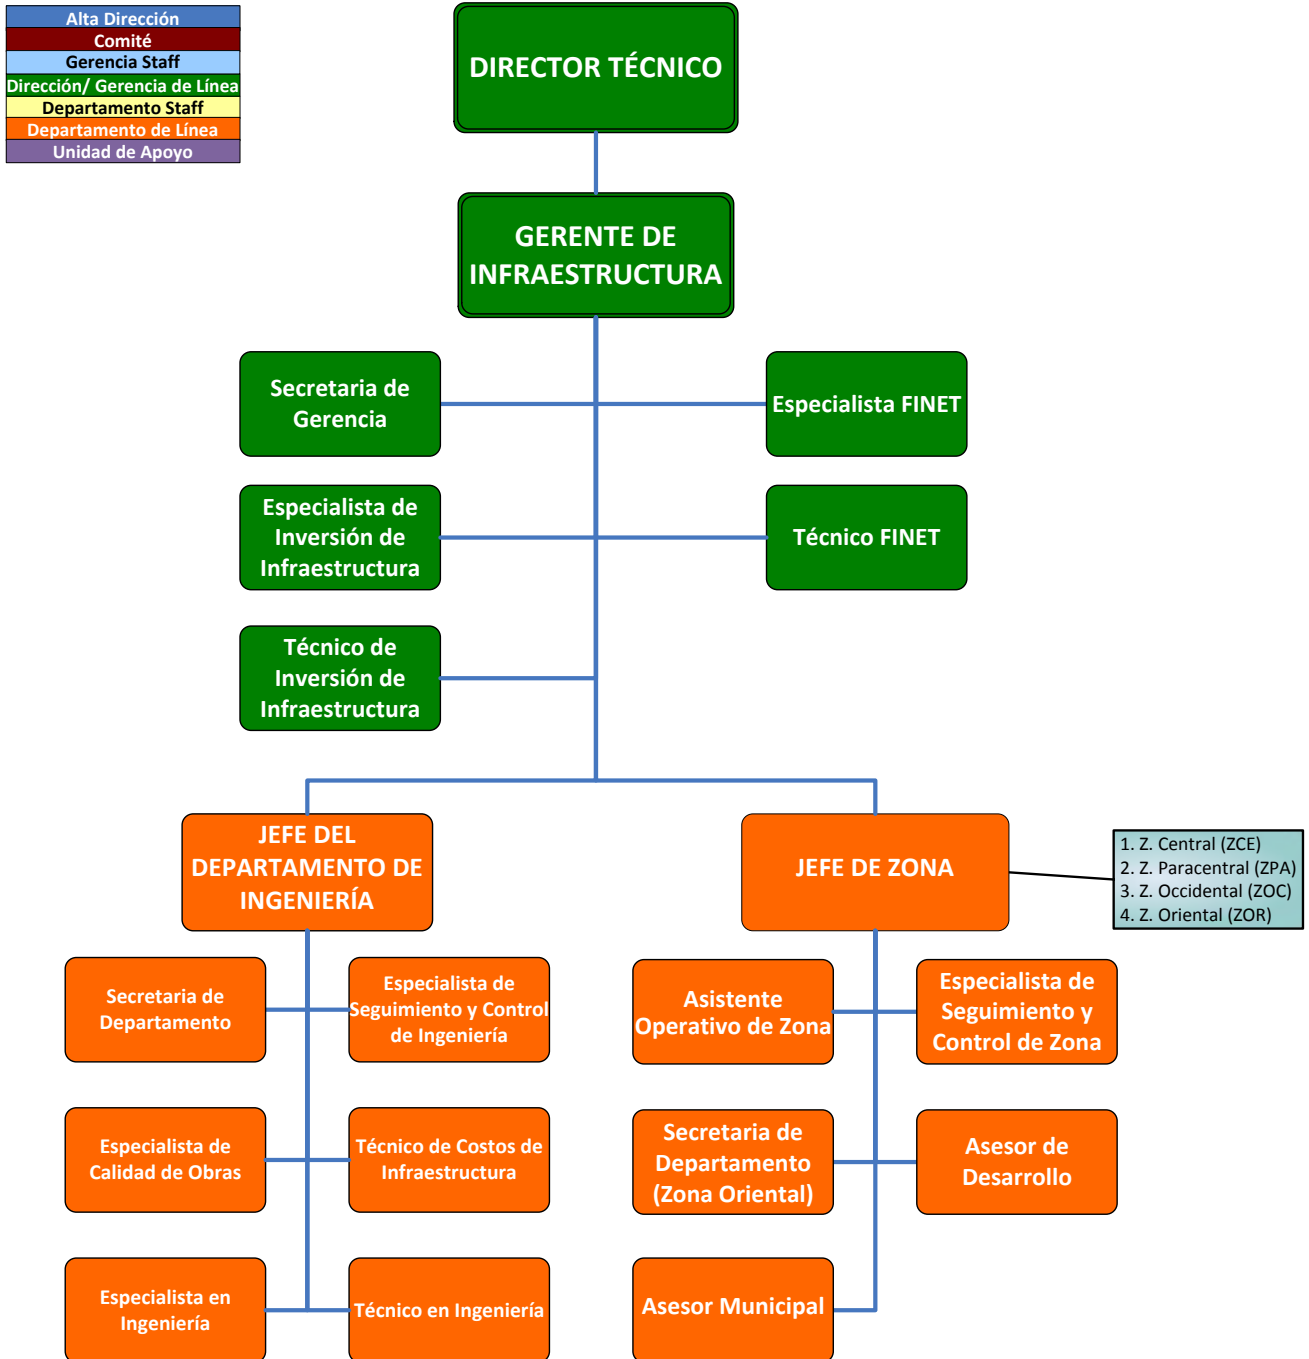 Alta Dirección
Comité
Gerencia Staff
Dirección/ Gerencia de Línea
Departamento Staff
Departamento de Línea
Unidad de Apoyo
DIRECTOR TÉCNICO
GERENTE DE
INFRAESTRUCTURA
Secretaria de
Gerencia
Especialista FINET
Especialista de
Inversión de
Infraestructura
Técnico FINET
Técnico de
Inversión de
Infraestructura
JEFE DEL
DEPARTAMENTO DE
INGENIERÍA
JEFE DE ZONA
1. Z. Central (ZCE)
2. Z. Paracentral (ZPA)
3. Z. Occidental (ZOC)
4. Z. Oriental (ZOR)
Secretaria de
Departamento
Especialista de
Seguimiento y Control
de Ingeniería
Asistente
Operativo de Zona
Especialista de
Seguimiento y
Control de Zona
Especialista de
Calidad de Obras
Técnico de Costos de
Infraestructura
Secretaria de
Departamento
(Zona Oriental)
Asesor de
Desarrollo
Especialista en
Ingeniería
Técnico en Ingeniería
Asesor Municipal